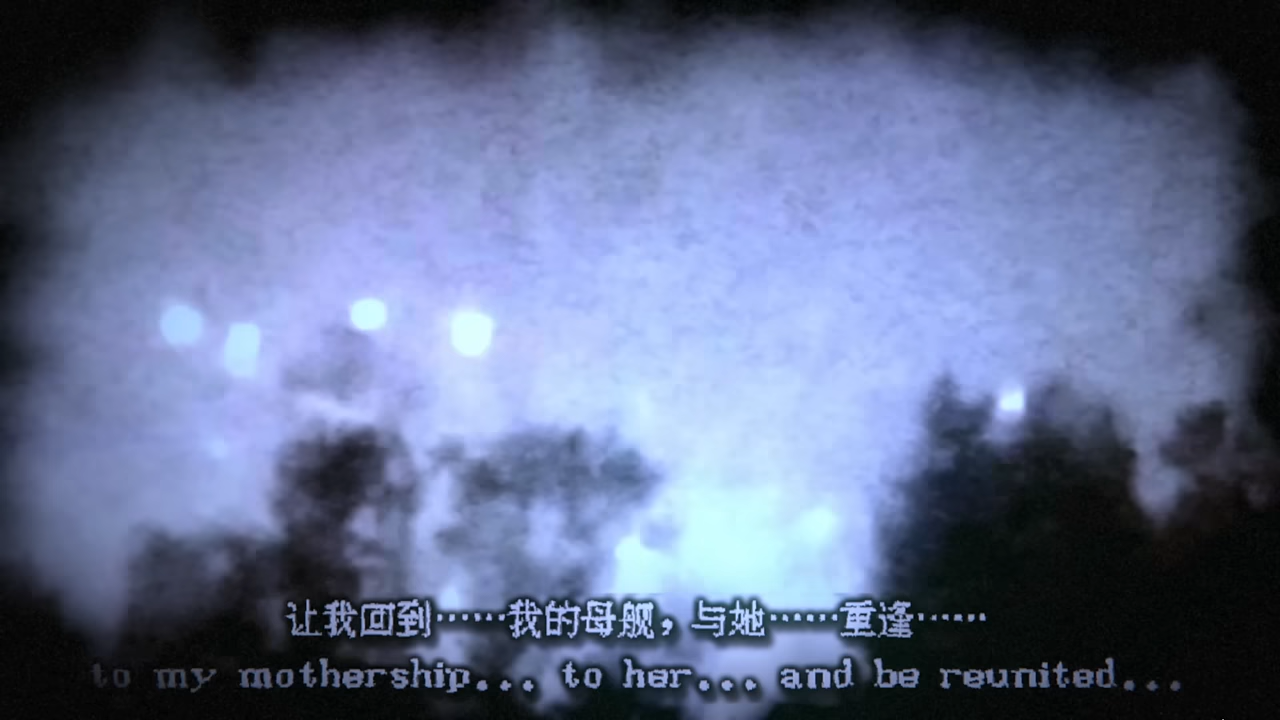 让我回到……我的母舰，与她……重逢……
to my mothership... to her... and be reunited...